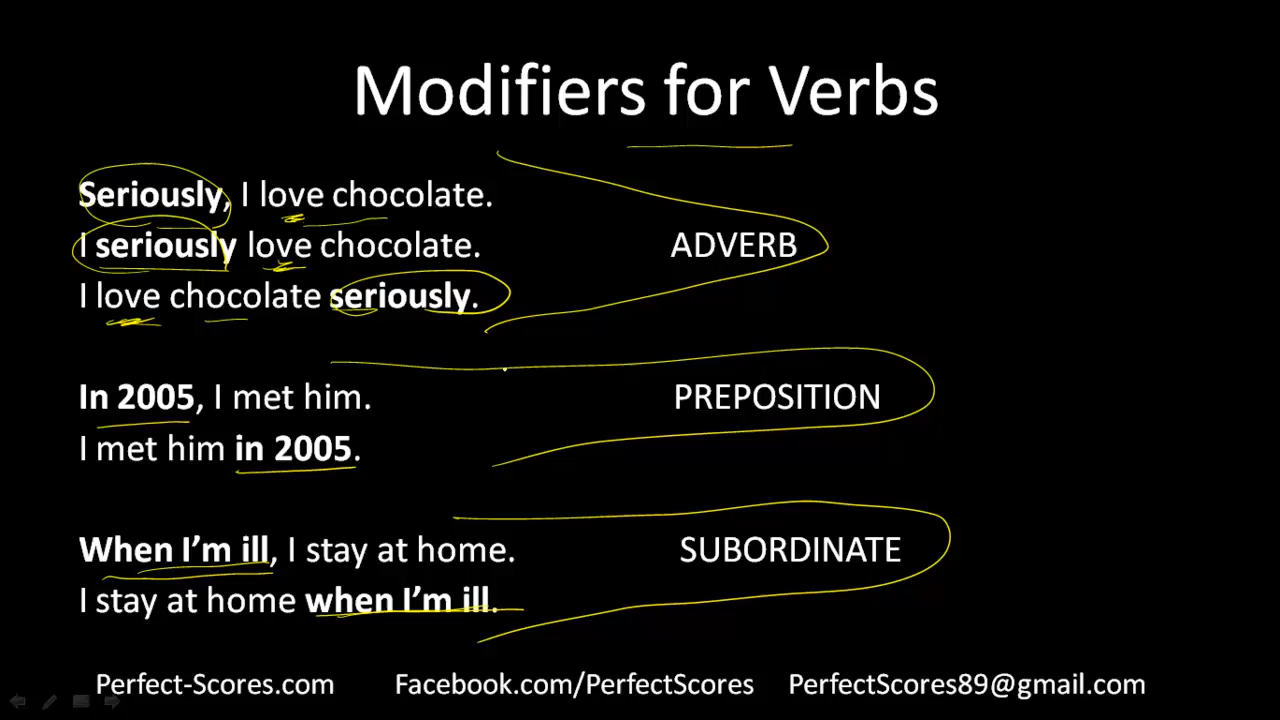 Modifiers for Verbs
Seriously, I love chocolate.
I seriously love chocolate. ADVERB
I love chocolate seriously.
In 2005, I met him. PREPOSITION
I met him in 2005.
When I'm ill, I stay at home. SUBORDINATE
I stay at home when I'm ill.
Perfect-Scores.com Facebook.com/PerfectScores PerfectScores89@gmail.com